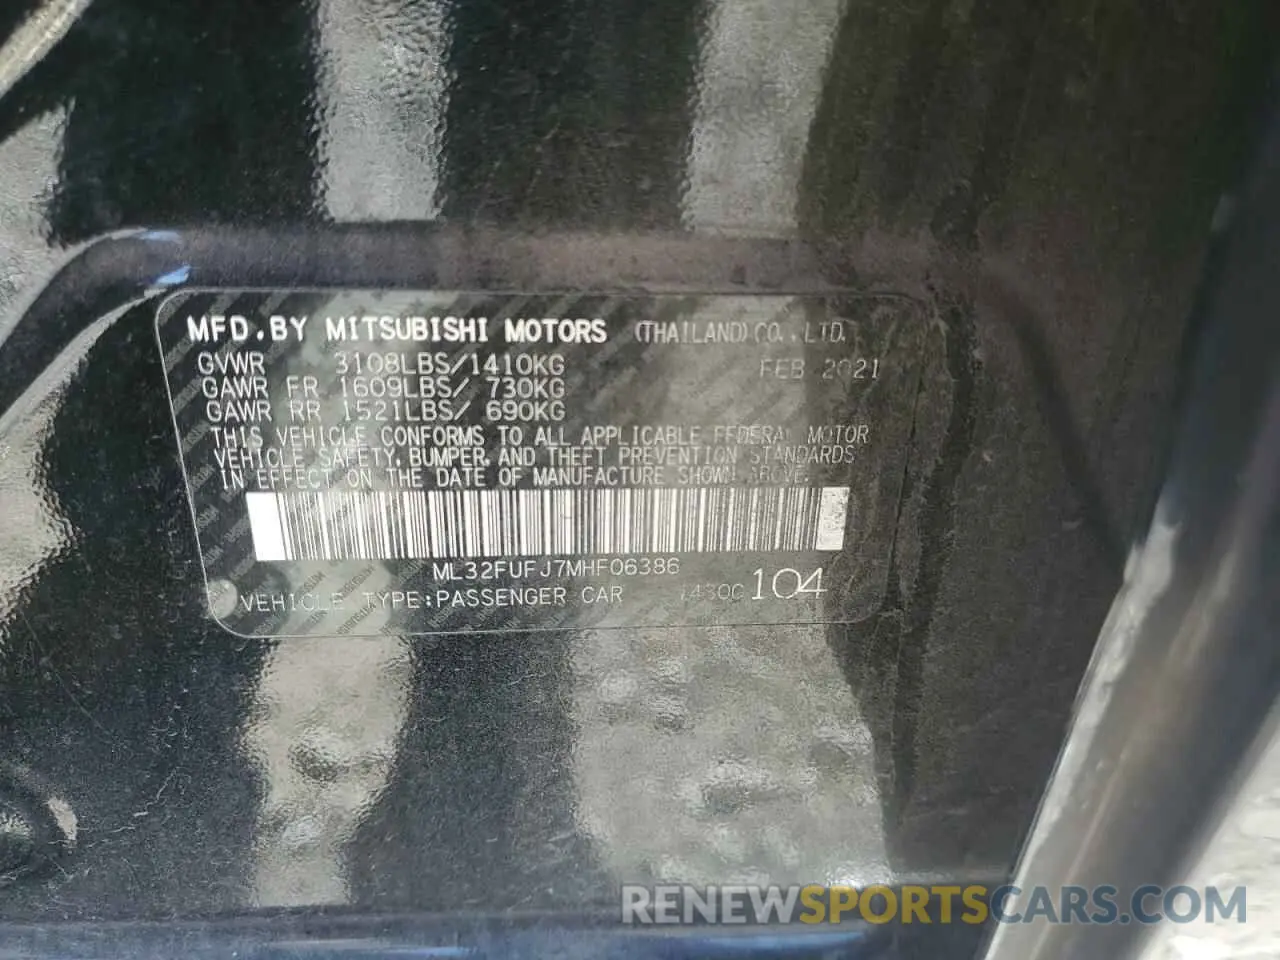 MFD.BY MITSUBISHI MOTORS (THAILAND) CO.,LTD.
GVWR 3108LBS/1410KG FEB 2021
GAWR FR 1609LBS/ 730KG
GAWR RR 1521LBS/ 690KG
THIS VEHICLE CONFORMS TO ALL APPLICABLE FEDERAL MOTOR
VEHICLE SAFETY, BUMPER, AND THEFT PREVENTION STANDARDS
IN EFFECT ON THE DATE OF MANUFACTURE SHOWN ABOVE.
ML32FUFJ7MHF06386
VEHICLE TYPE:PASSENGER CAR 1430C 104
RENEWSPORTSCARS.COM